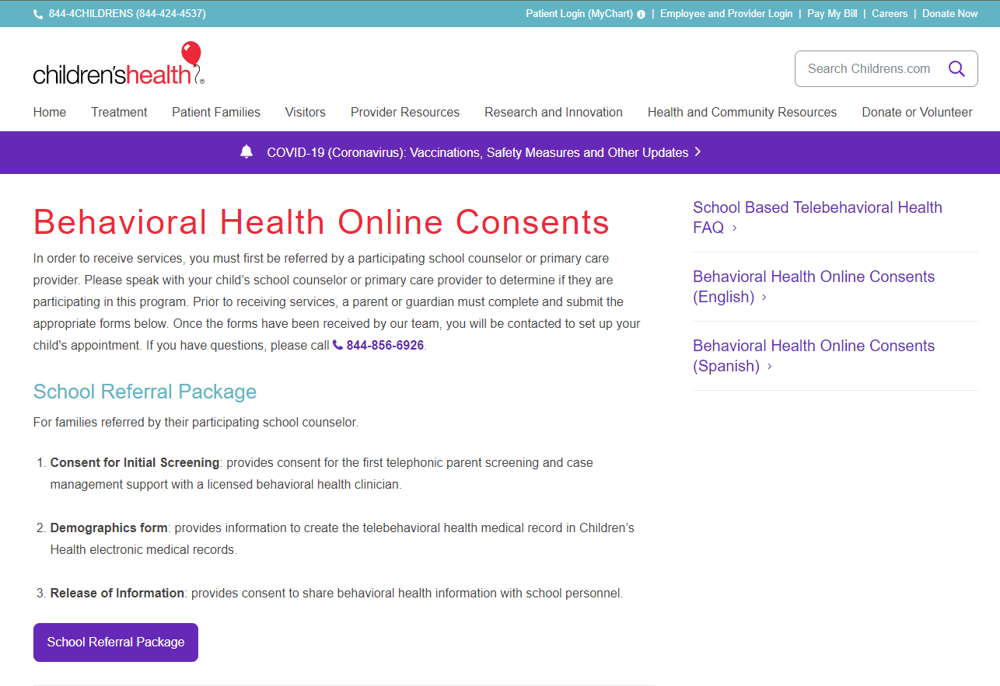 844-4CHILDRENS (844-424-4537)
Patient Login (MyChart) | Employee and Provider Login | Pay My Bill | Careers | Donate Now
children'shealth®
Search Childrens.com
Home Treatment Patient Families Visitors Provider Resources Research and Innovation Health and Community Resources Donate or Volunteer
COVID-19 (Coronavirus): Vaccinations, Safety Measures and Other Updates
Behavioral Health Online Consents
In order to receive services, you must first be referred by a participating school counselor or primary care
provider. Please speak with your child’s school counselor or primary care provider to determine if they are
participating in this program. Prior to receiving services, a parent or guardian must complete and submit the
appropriate forms below. Once the forms have been received by our team, you will be contacted to set up your
child's appointment. If you have questions, please call 844-856-6926.
School Referral Package
For families referred by their participating school counselor.
1. Consent for Initial Screening: provides consent for the first telephonic parent screening and case
management support with a licensed behavioral health clinician.
2. Demographics form: provides information to create the telebehavioral health medical record in Children’s
Health electronic medical records.
3. Release of Information: provides consent to share behavioral health information with school personnel.
School Referral Package
School Based Telebehavioral Health
FAQ ›
Behavioral Health Online Consents
(English) ›
Behavioral Health Online Consents
(Spanish) ›